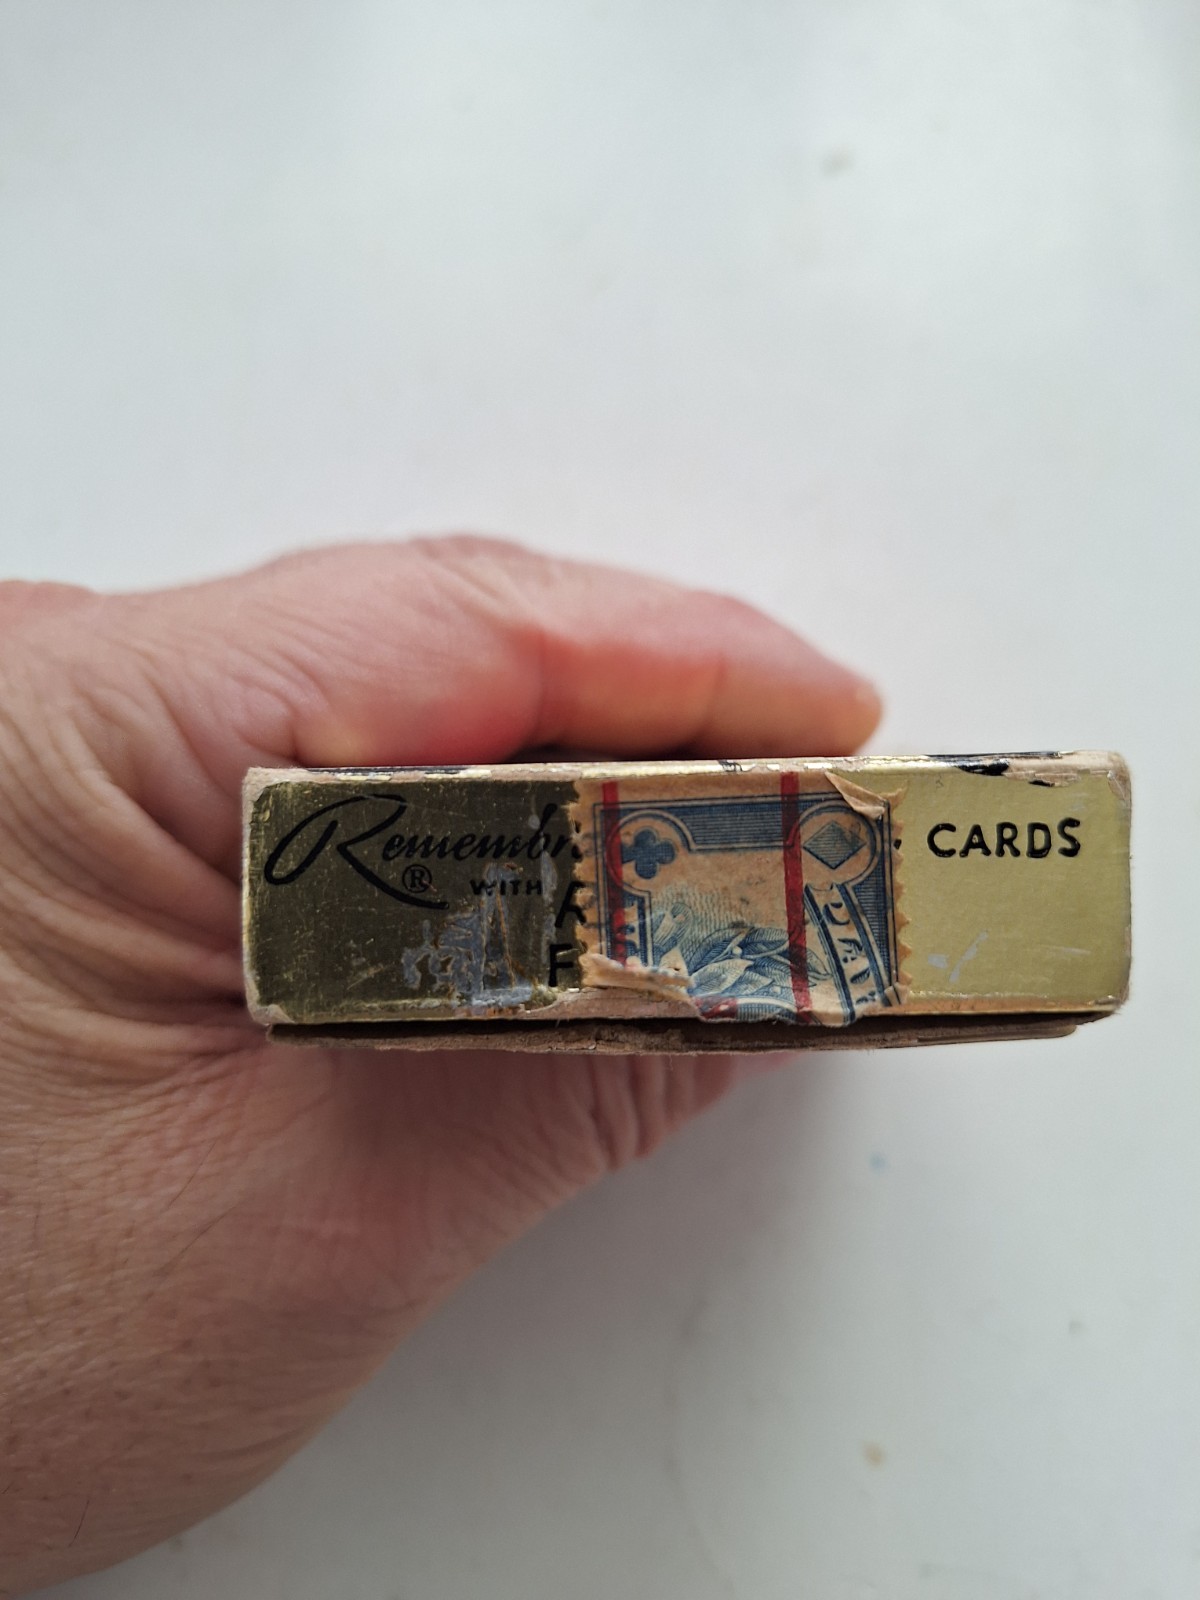 Remembr CARDS
® WITH R
F